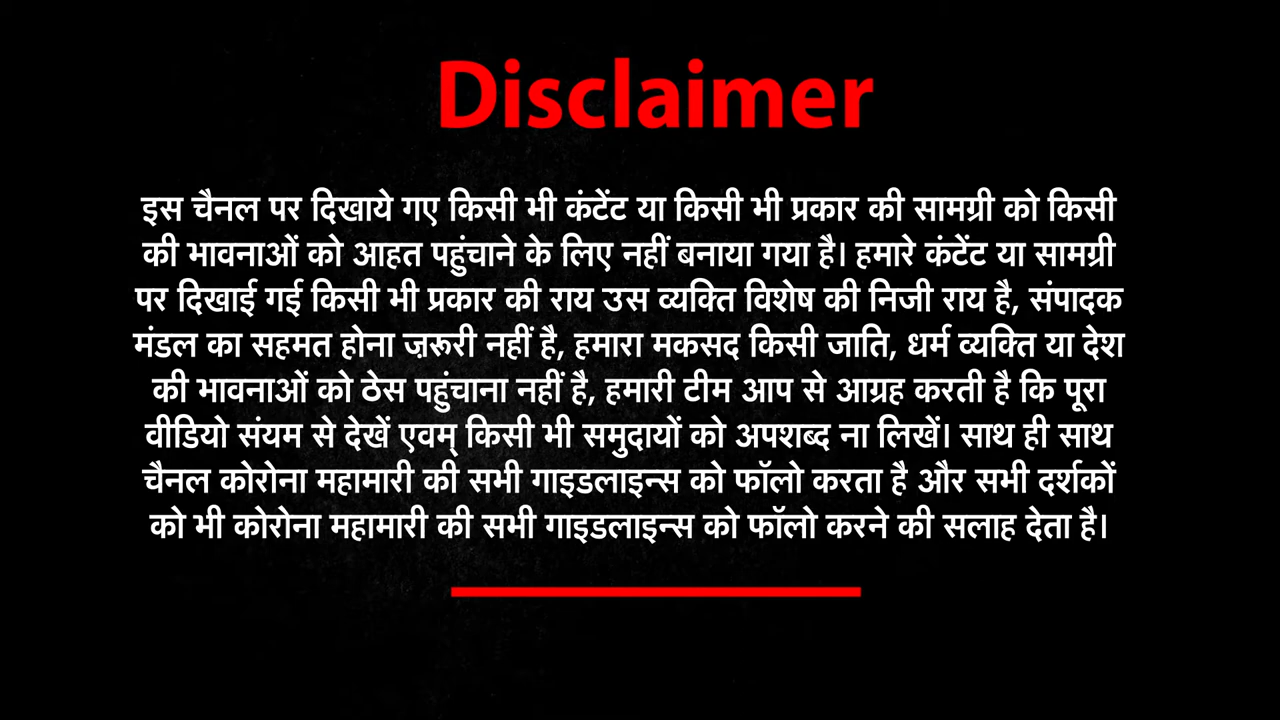 Disclaimer
इस चैनल पर दिखाये गए किसी भी कंटेंट या किसी भी प्रकार की सामग्री को किसी
की भावनाओं को आहत पहुंचाने के लिए नहीं बनाया गया है। हमारे कंटेंट या सामग्री
पर दिखाई गई किसी भी प्रकार की राय उस व्यक्ति विशेष की निजी राय है, संपादक
मंडल का सहमत होना ज़रूरी नहीं है, हमारा मकसद किसी जाति, धर्म व्यक्ति या देश
की भावनाओं को ठेस पहुंचाना नहीं है, हमारी टीम आप से आग्रह करती है कि पूरा
वीडियो संयम से देखें एवम् किसी भी समुदायों को अपशब्द ना लिखें। साथ ही साथ
चैनल कोरोना महामारी की सभी गाइडलाइन्स को फॉलो करता है और सभी दर्शकों
को भी कोरोना महामारी की सभी गाइडलाइन्स को फॉलो करने की सलाह देता है।